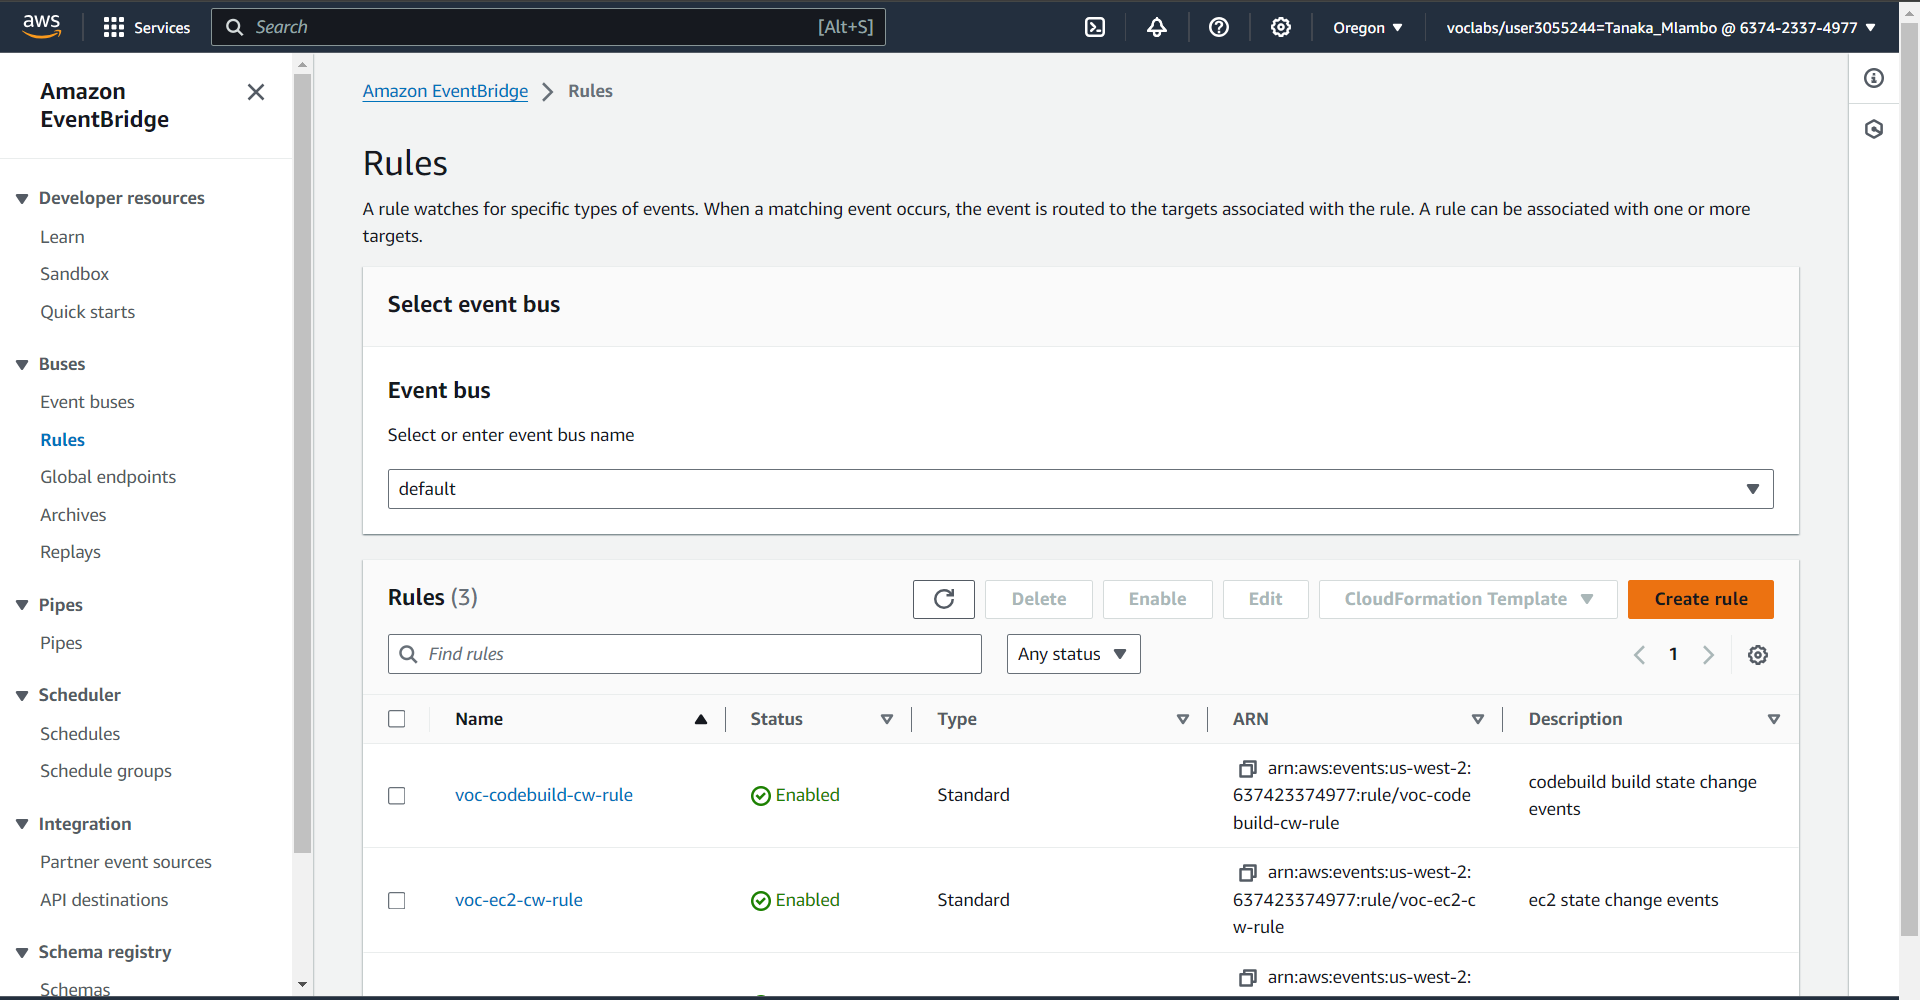 aws
Services
Search
[Alt+S]
Oregon
voclabs/user3055244=Tanaka_Mlambo @ 6374-2337-4977
Amazon
EventBridge
Developer resources
Learn
Sandbox
Quick starts
Buses
Event buses
Rules
Global endpoints
Archives
Replays
Pipes
Pipes
Scheduler
Schedules
Schedule groups
Integration
Partner event sources
API destinations
Schema registry
Schemas
Amazon EventBridge
Rules
Rules
A rule watches for specific types of events. When a matching event occurs, the event is routed to the targets associated with the rule. A rule can be associated with one or more
targets.
Select event bus
Event bus
Select or enter event bus name
default
Rules (3)
Delete
Enable
Edit
CloudFormation Template
Create rule
Find rules
Any status
1
Name
Status
Type
ARN
Description
voc-codebuild-cw-rule
Enabled
Standard
arn:aws:events:us-west-2:
637423374977:rule/voc-code
build-cw-rule
codebuild build state change
events
voc-ec2-cw-rule
Enabled
Standard
arn:aws:events:us-west-2:
637423374977:rule/voc-ec2-c
w-rule
ec2 state change events
arn:aws:events:us-west-2: